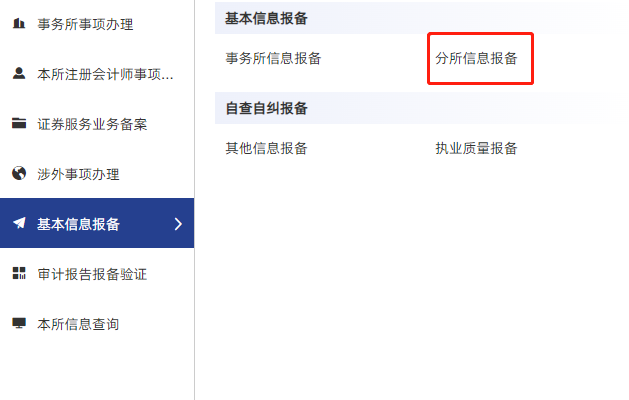 事务所事项办理
本所注册会计师事项...
证券服务业务备案
涉外事项办理
基本信息报备
审计报告报备验证
本所信息查询
基本信息报备
事务所信息报备 分所信息报备
自查自纠报备
其他信息报备 执业质量报备